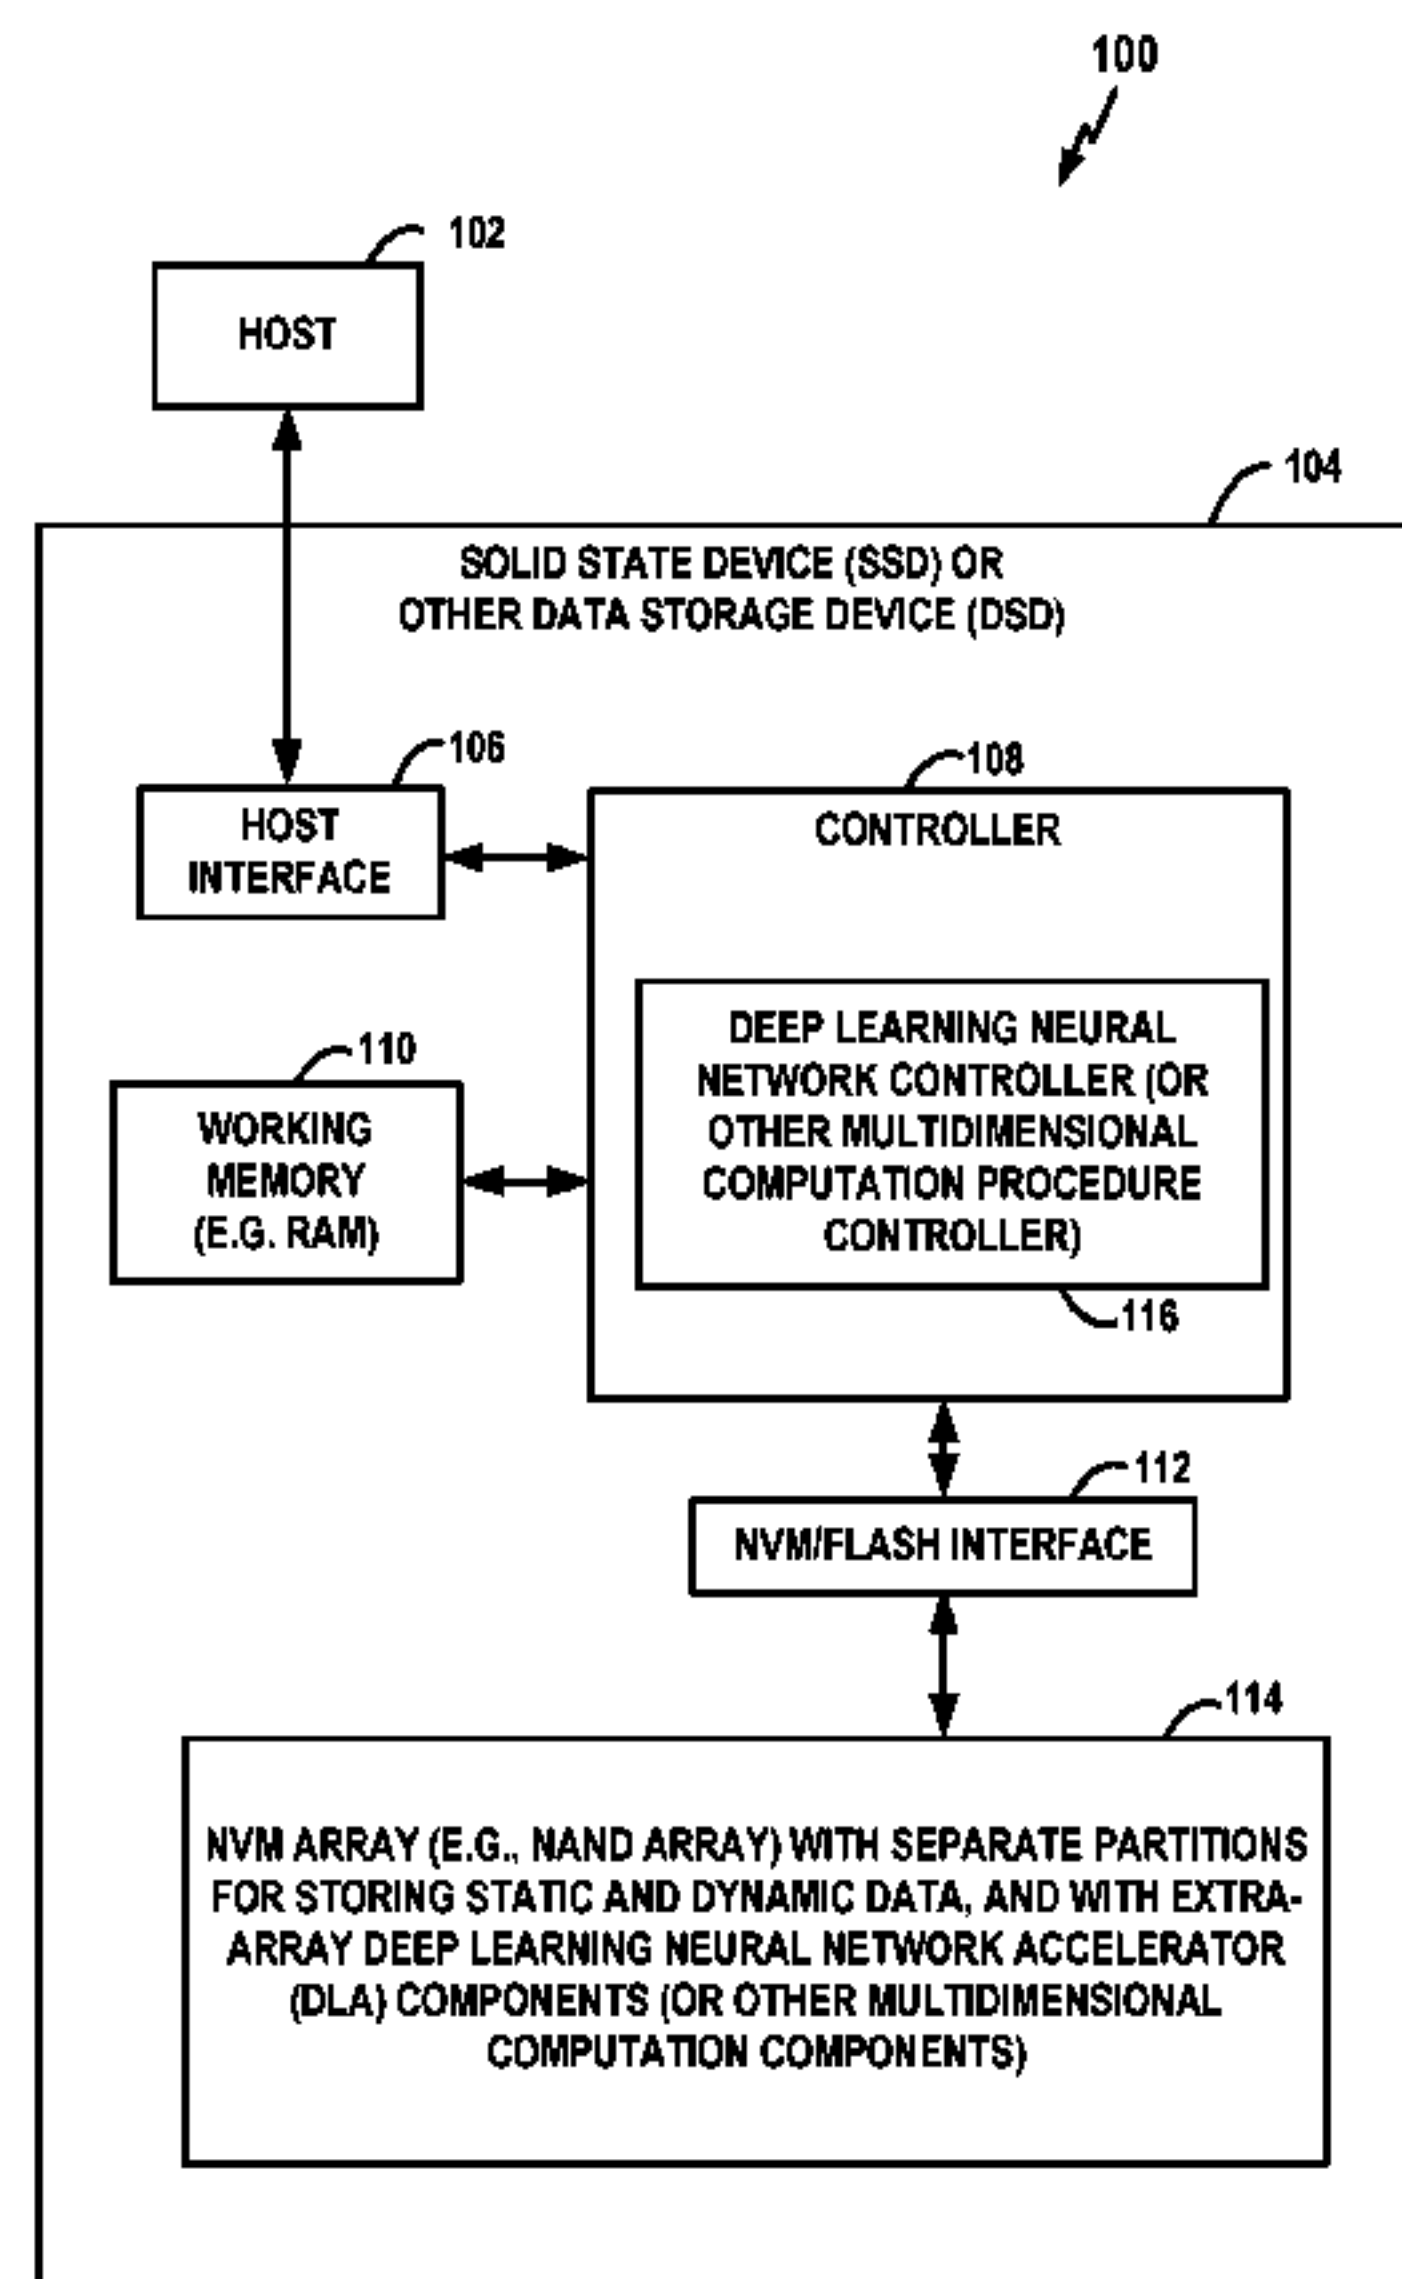 100
102
HOST
104
SOLID STATE DEVICE (SSD) OR
OTHER DATA STORAGE DEVICE (DSD)
106
HOST
INTERFACE
108
CONTROLLER
110
WORKING
MEMORY
(E.G. RAM)
DEEP LEARNING NEURAL
NETWORK CONTROLLER (OR
OTHER MULTIDIMENSIONAL
COMPUTATION PROCEDURE
CONTROLLER)
116
112
NVM/FLASH INTERFACE
114
NVM ARRAY (E.G., NAND ARRAY) WITH SEPARATE PARTITIONS
FOR STORING STATIC AND DYNAMIC DATA, AND WITH EXTRA-
ARRAY DEEP LEARNING NEURAL NETWORK ACCELERATOR
(DLA) COMPONENTS (OR OTHER MULTIDIMENSIONAL
COMPUTATION COMPONENTS)